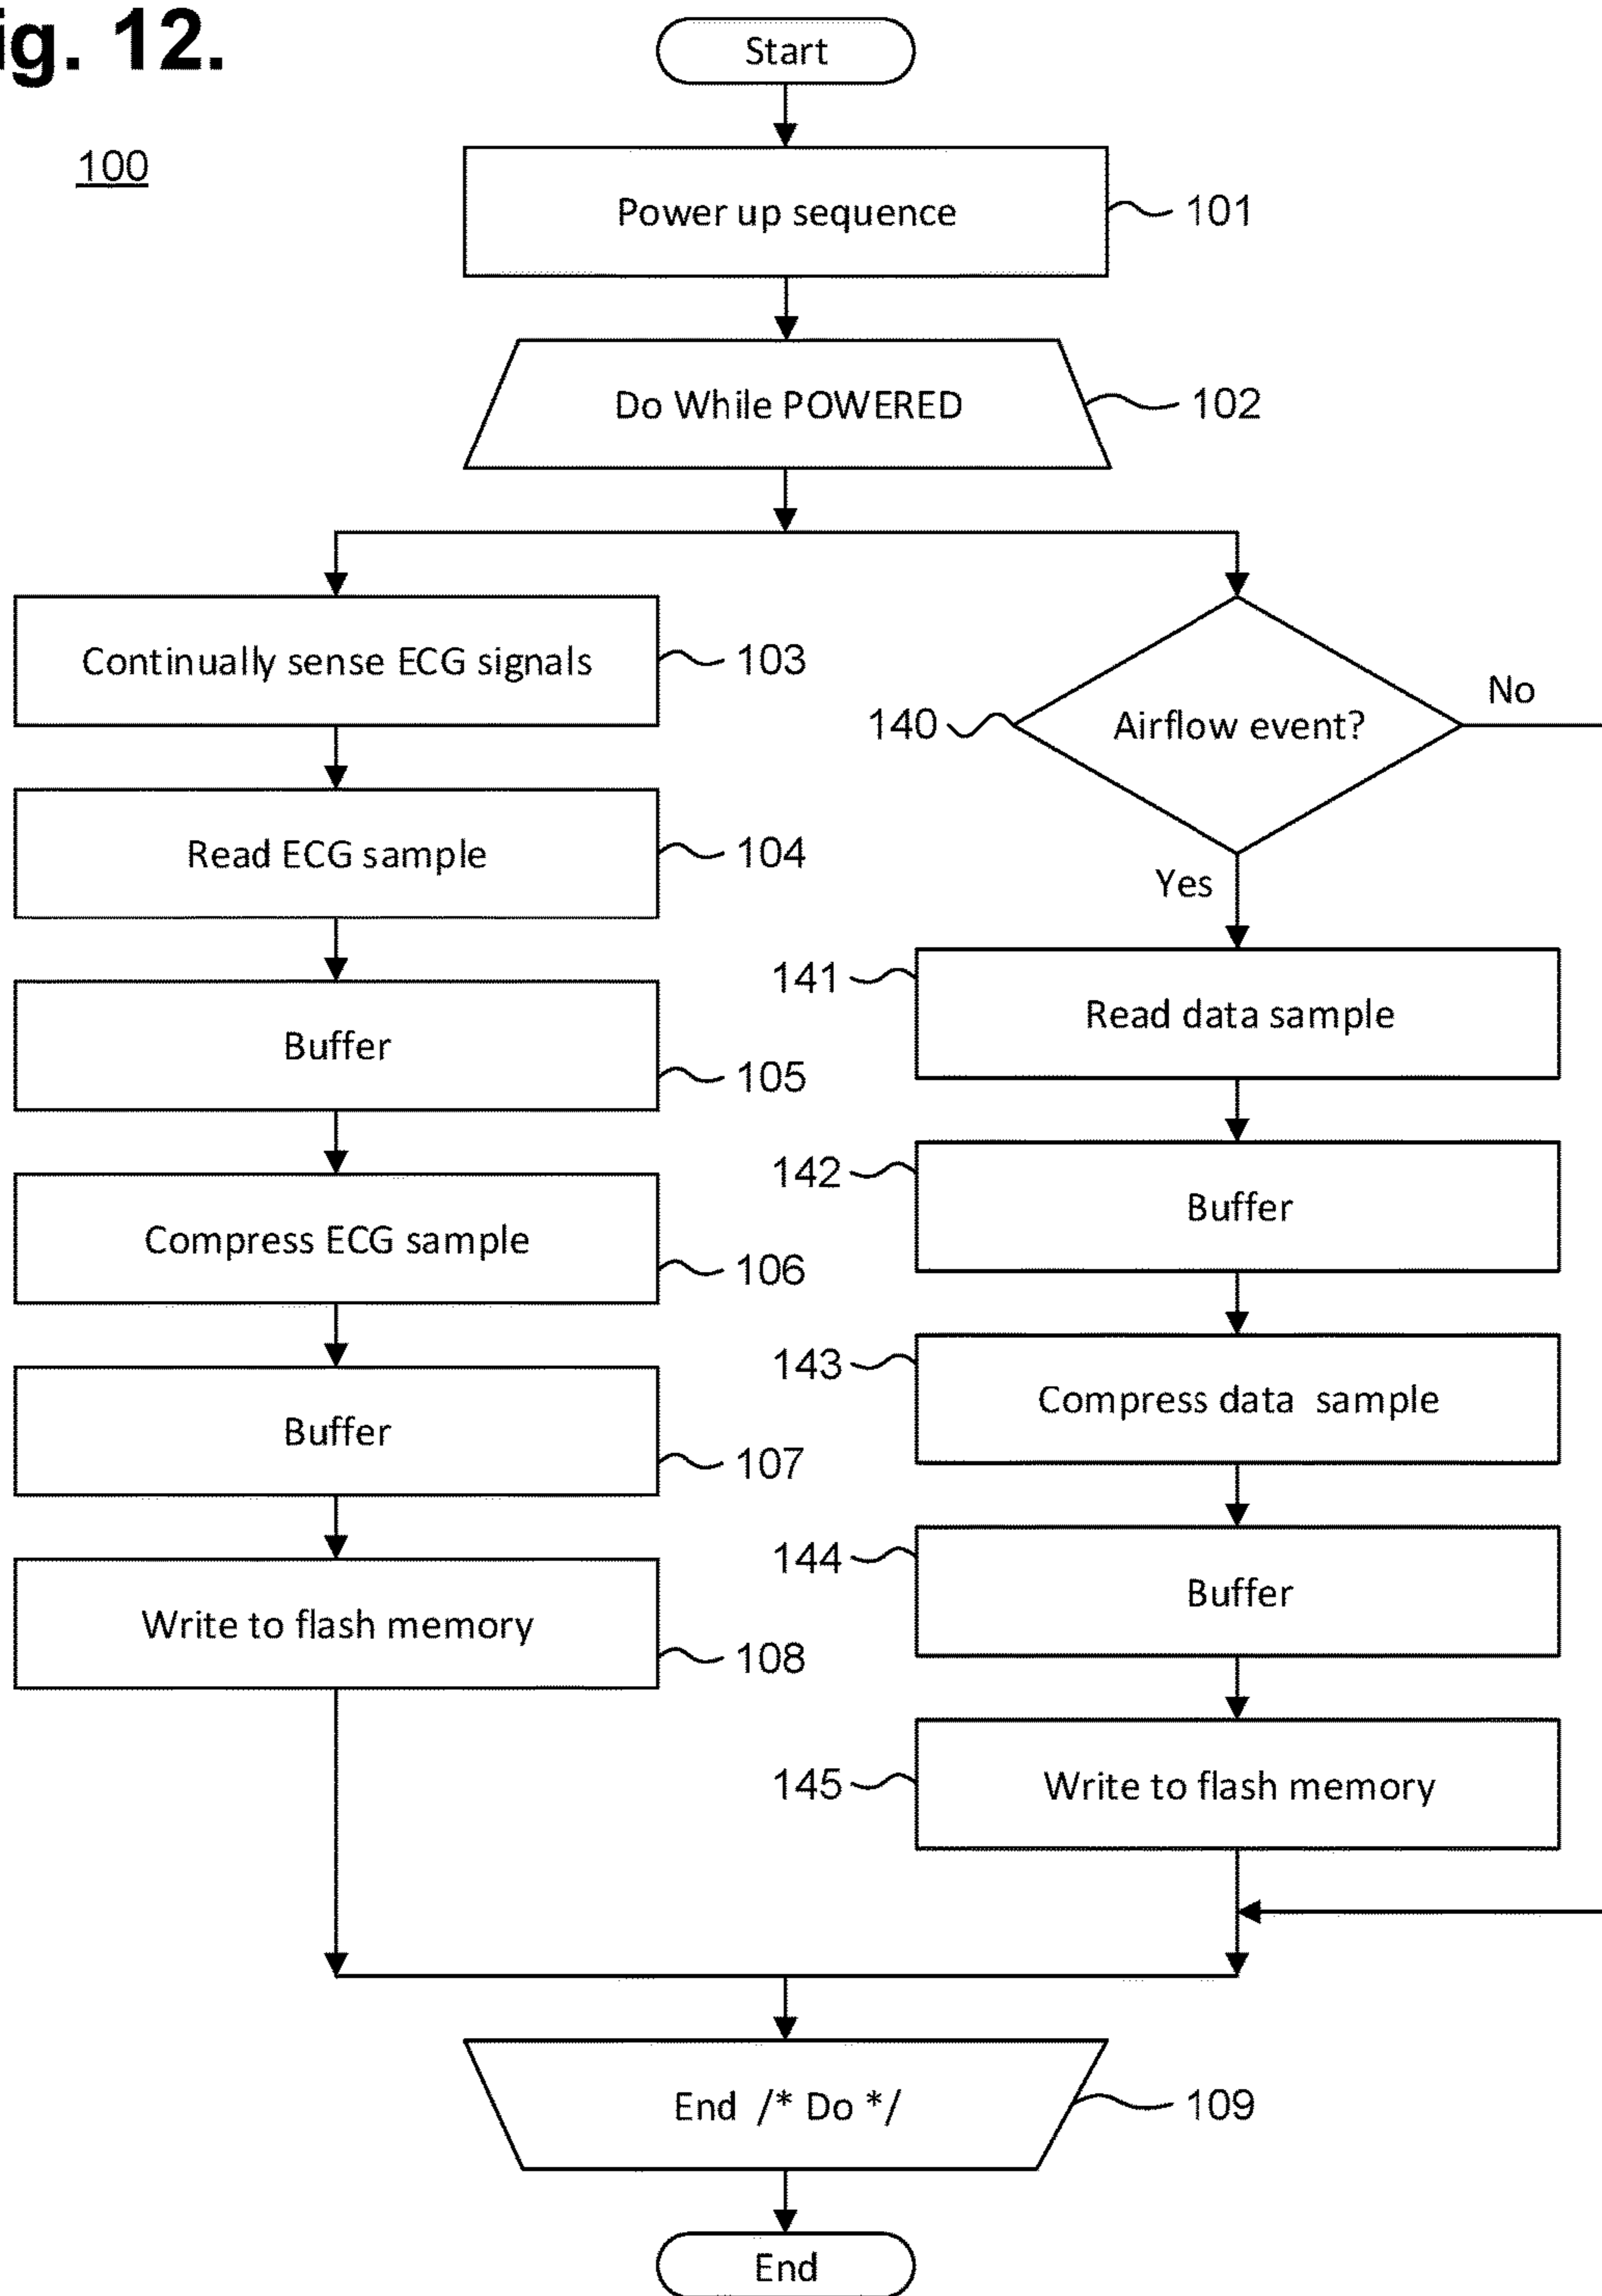 ig. 12.
Start
100
Power up sequence
101
Do While POWERED
102
Continually sense ECG signals
103
140
Airflow event?
No
Read ECG sample
104
Yes
141
Read data sample
Buffer
105
142
Buffer
Compress ECG sample
106
143
Compress data sample
Buffer
107
144
Buffer
Write to flash memory
108
145
Write to flash memory
End /* Do */
109
End